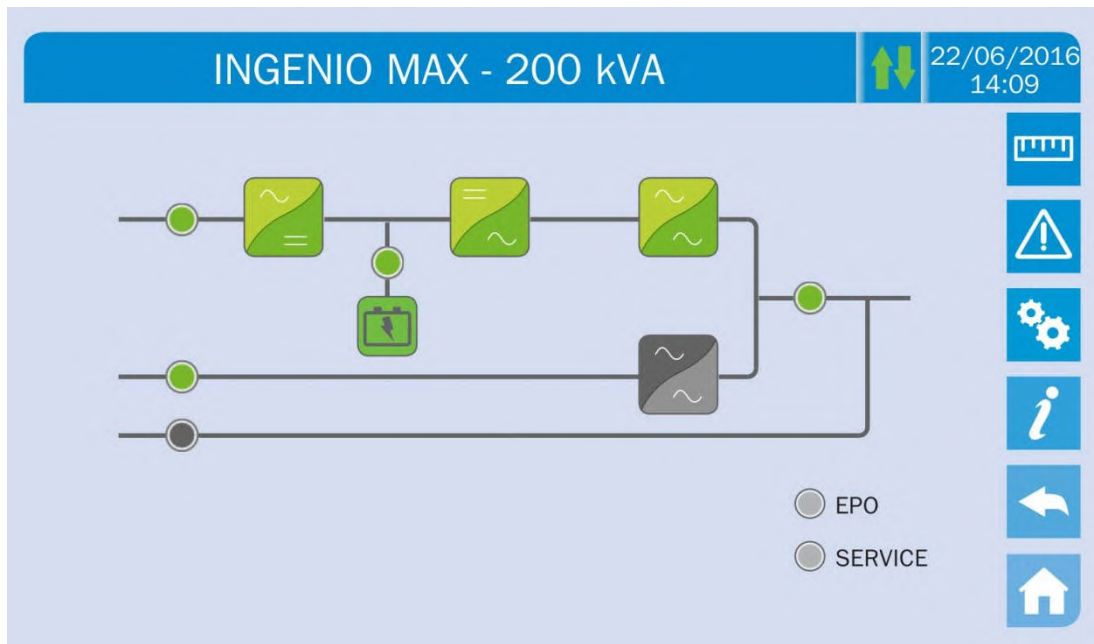 INGENIO MAX - 200 kVA
22/06/2016
14:09
EPO
SERVICE